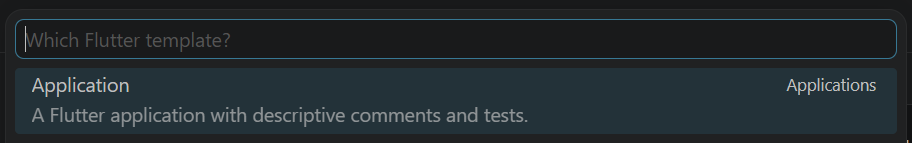 Which Flutter template?
Application Applications
A Flutter application with descriptive comments and tests.